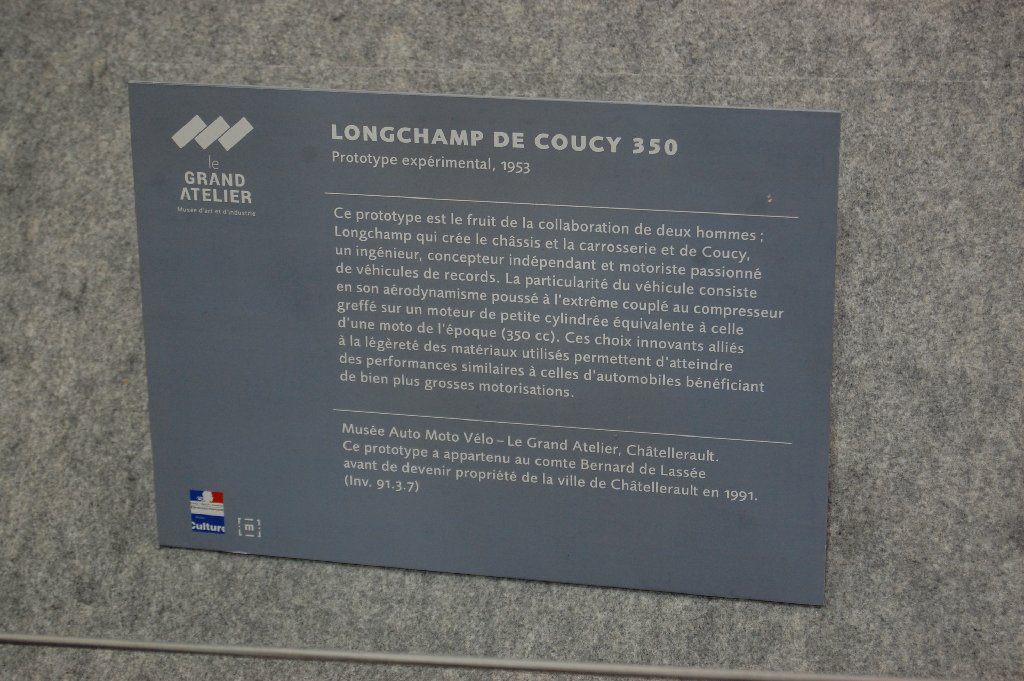 le
GRAND
ATELIER
Musée d'art et d'industrie
LONGCHAMP DE COUCY 350
Prototype expérimental, 1953
Ce prototype est le fruit de la collaboration de deux hommes ;
Longchamp qui crée le châssis et la carrosserie et de Coucy,
un ingénieur, concepteur indépendant et motoriste passionné
de véhicules de records. La particularité du véhicule consiste
en son aérodynamisme poussé à l'extrême couplé au compresseur
greffé sur un moteur de petite cylindrée équivalente à celle
d'une moto de l'époque (350 cc). Ces choix innovants alliés
à la légèreté des matériaux utilisés permettent d'atteindre
des performances similaires à celles d'automobiles bénéficiant
de bien plus grosses motorisations.
Musée Auto Moto Vélo – Le Grand Atelier, Châtellerault.
Ce prototype a appartenu au comte Bernard de Lassée
avant de devenir propriété de la ville de Châtellerault en 1991.
(Inv. 91.3.7)
Culture
m